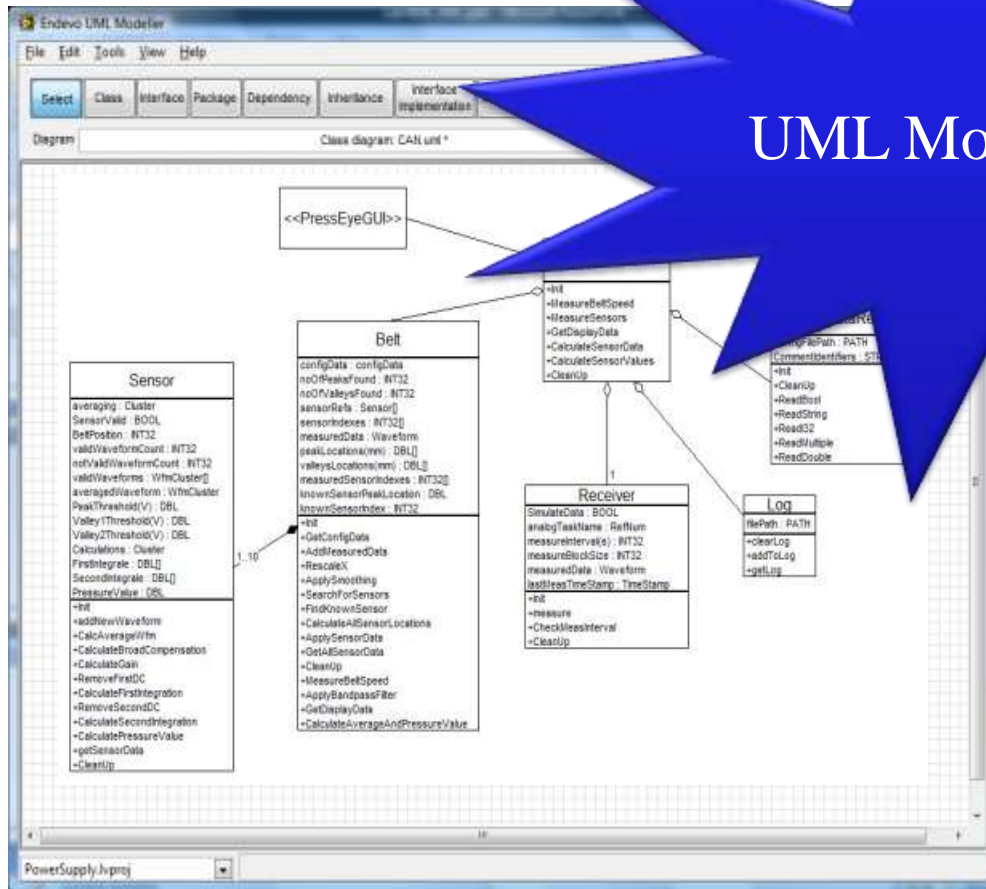 Endevo UML Modeller
File Edit Tools View Help
Select Class Interface Package Dependency Inheritance Interface Implementation
Diagram Class diagram: CAN.uml *
UML Mo
<<PressEyeGUI>>
+Init
+MeasureBeltSpeed
+MeasureSensors
+GetDisplayData
+CalculateSensorData
+CalculateSensorValues
+CleanUp
Belt
configData : configData
noOfPeaksFound : INT32
noOfValleysFound : INT32
sensorRefs : Sensor[]
sensorIndexes : INT32[]
measuredData : Waveform
peakLocations(mm) : DBL[]
valleysLocations(mm) : DBL[]
measuredSensorIndexes : INT32[]
knownSensorPeakLocation : DBL
knownSensorIndex : INT32
+Init
+GetConfigData
+AddMeasuredData
+RescaleX
+ApplySmoothing
+SearchForSensors
+FindKnownSensor
+CalculateAllSensorLocations
+ApplySensorData
+GetAllSensorData
+CleanUp
+MeasureBeltSpeed
+ApplyBandpassFilter
+GetDisplayData
+CalculateAverageAndPressureValue
Sensor
averaging : Cluster
SensorValid : BOOL
BeltPosition : INT32
validWaveformCount : INT32
notValidWaveformCount : INT32
validWaveforms : WfmCluster[]
averagedWaveform : WfmCluster
PeakThreshold(V) : DBL
Valley1Threshold(V) : DBL
Valley2Threshold(V) : DBL
Calculations : Cluster
FirstIntegrale : DBL[]
SecondIntegrale : DBL[]
PressureValue : DBL
+Init
+addNewWaveform
+CalcAverageWfm
+CalculateBroadCompensation
+CalculateGain
+RemoveFirstDC
+CalculateFirstIntegration
+RemoveSecondDC
+CalculateSecondIntegration
+CalculatePressureValue
+getSensorData
+CleanUp
1..10
FilePath : PATH
CommentIdentifiers : STR
+Init
+CleanUp
+ReadBool
+ReadString
+ReadI32
+ReadMultiple
+ReadDouble
1
Receiver
SimulateData : BOOL
analogTaskName : RefNum
measureInterval(s) : INT32
measureBlockSize : INT32
measuredData : Waveform
lastMeasTimeStamp : TimeStamp
+Init
+measure
+CheckMeasInterval
+CleanUp
Log
filePath : PATH
+clearLog
+addToLog
+getLog
PowerSupply.lvproj